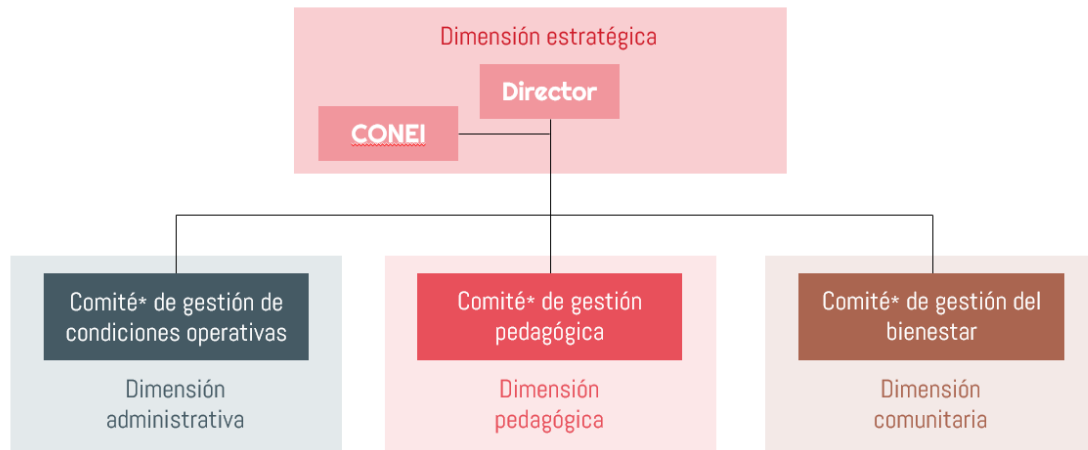 Dimensión estratégica
Director
CONEI
Comité* de gestión de
condiciones operativas
Dimensión
administrativa
Comité* de gestión
pedagógica
Dimensión
pedagógica
Comité* de gestión del
bienestar
Dimensión
comunitaria